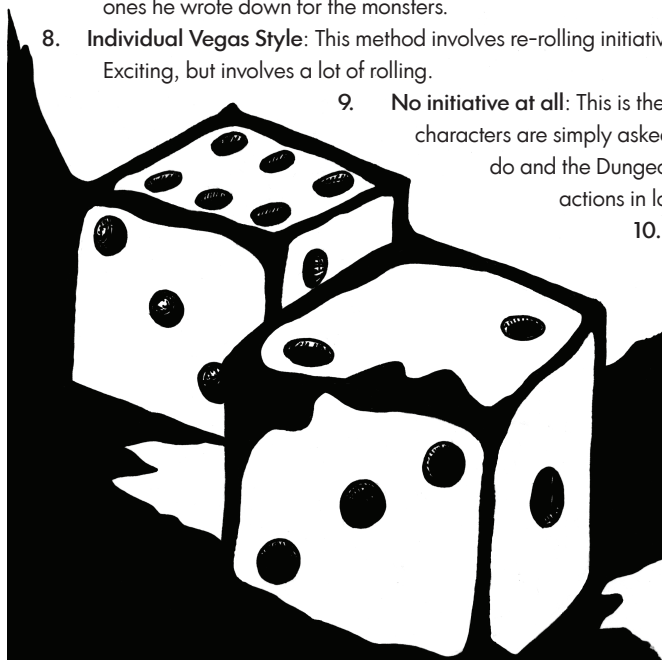 ones he wrote down for the monsters.
8. Individual Vegas Style: This method involves re-rolling initiativ
Exciting, but involves a lot of rolling.
9. No initiative at all: This is the
characters are simply aske
do and the Dungeo
actions in lo
10.